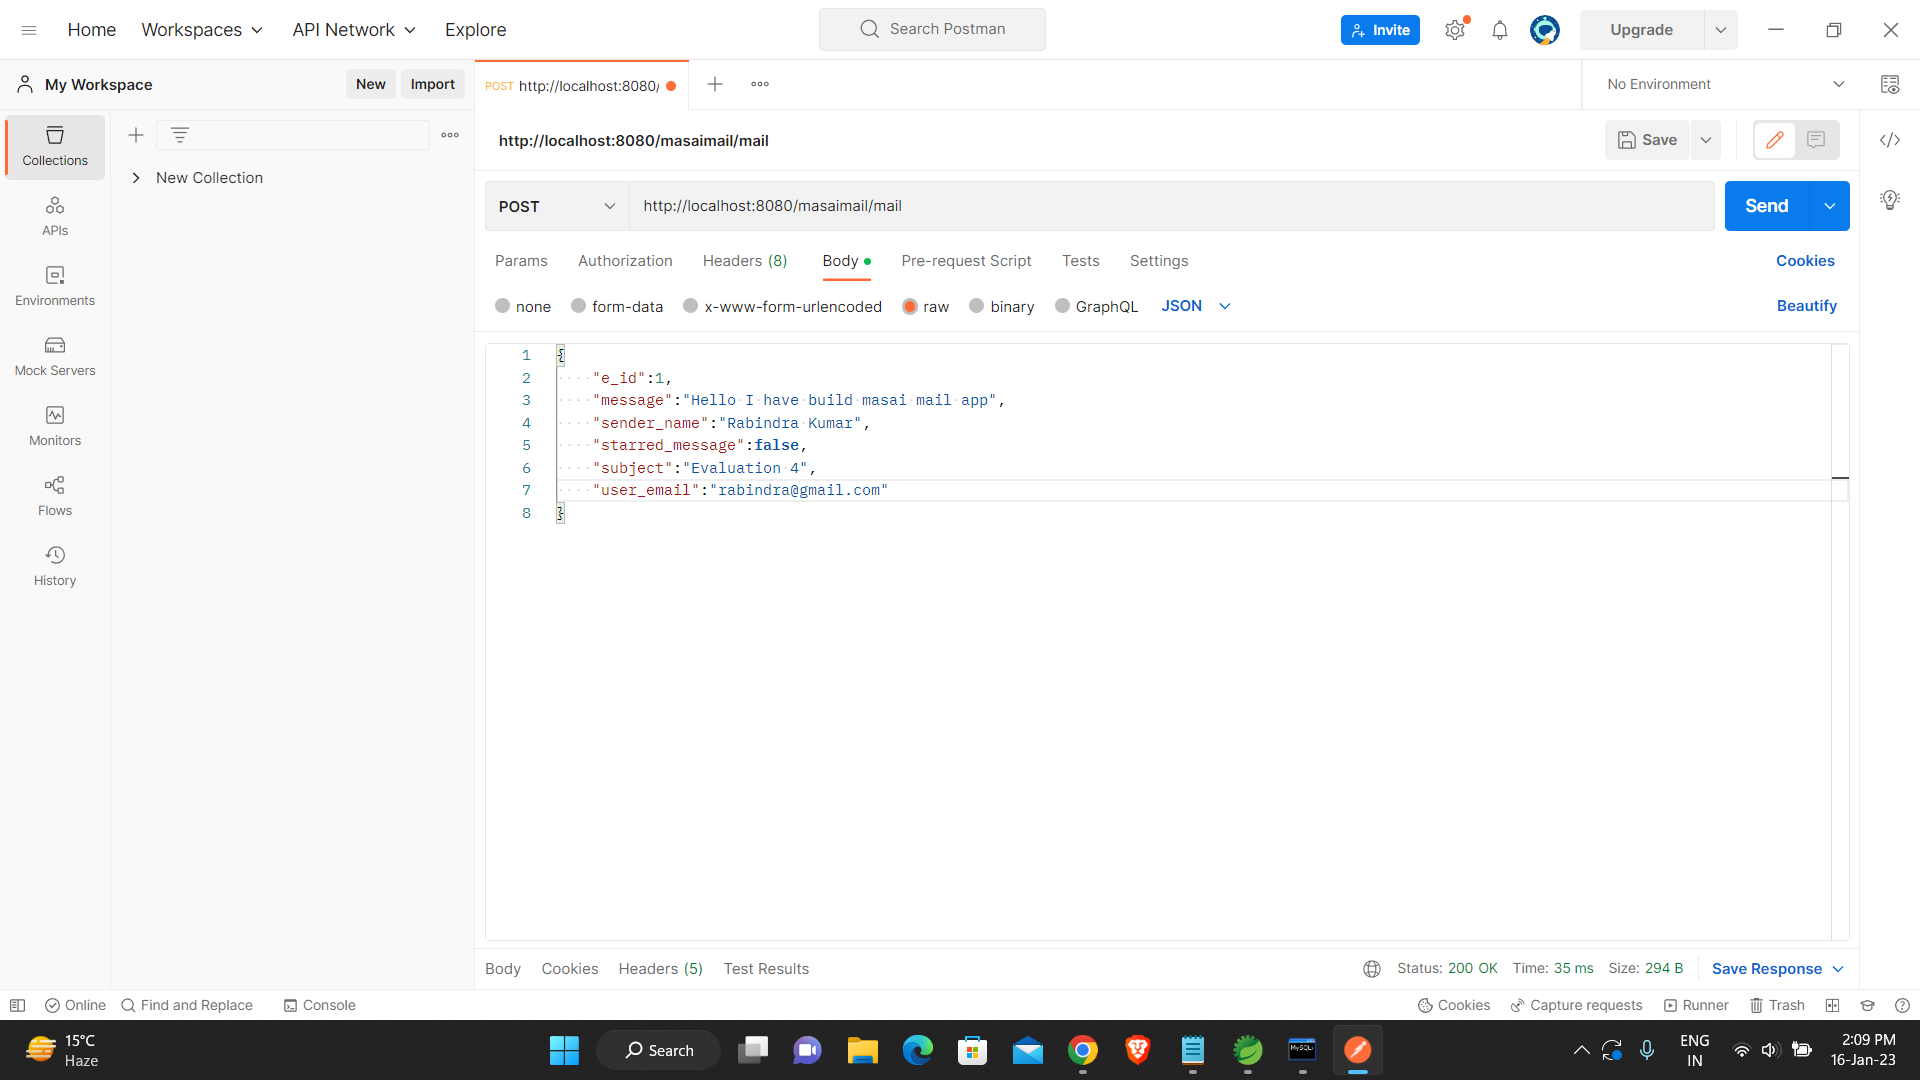 Home Workspaces API Network Explore Search Postman Invite Upgrade
My Workspace New Import POST http://localhost:8080/ No Environment
Collections
New Collection
APIs
Environments
Mock Servers
Monitors
Flows
History
http://localhost:8080/masaimail/mail Save
POST http://localhost:8080/masaimail/mail Send
Params Authorization Headers (8) Body Pre-request Script Tests Settings Cookies
none form-data x-www-form-urlencoded raw binary GraphQL JSON Beautify
1 {
2 "e_id":1,
3 "message":"Hello I have build masai mail app",
4 "sender_name":"Rabindra Kumar",
5 "starred_message":false,
6 "subject":"Evaluation 4",
7 "user_email":"rabindra@gmail.com"
8 }
Body Cookies Headers (5) Test Results Status: 200 OK Time: 35 ms Size: 294 B Save Response
Online Find and Replace Console Cookies Capture requests Runner Trash
15°C
Haze
Search
MySQL
ENG
IN
2:09 PM
16-Jan-23